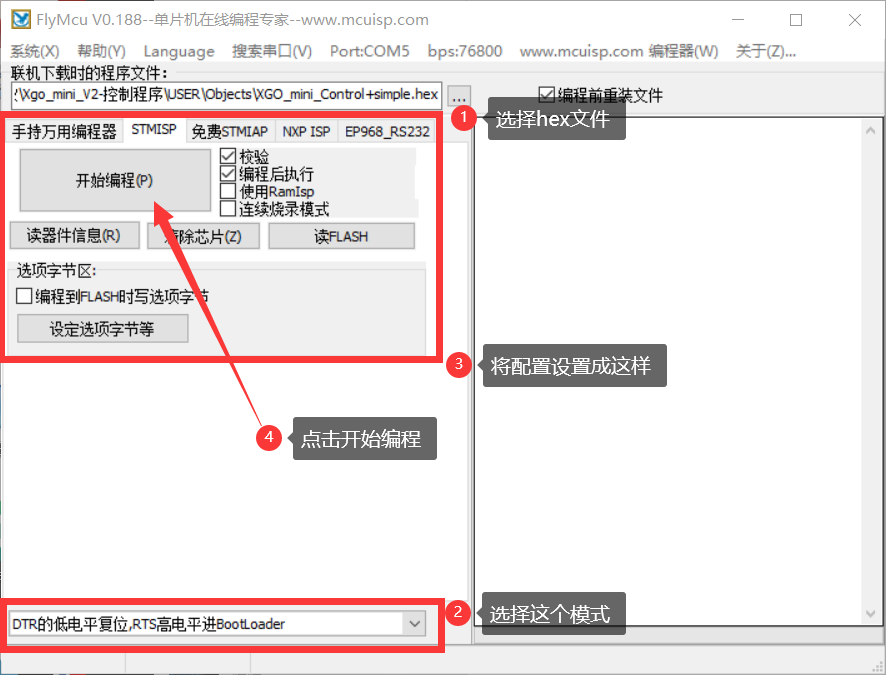 FlyMcu V0.188--单片机在线编程专家--www.mcuisp.com
系统(X) 帮助(Y) Language 搜索串口(V) Port:COM5 bps:76800 www.mcuisp.com 编程器(W) 关于(Z)...
联机下载时的程序文件:
\Xgo_mini_V2-控制程序\USER\Objects\XGO_mini_Control+simple.hex ... 编程前重装文件
1 选择hex文件
手持万用编程器 STMISP 免费STMIAP NXP ISP EP968_RS232
开始编程(P)
校验
编程后执行
使用RamIsp
连续烧录模式
读器件信息(R) 清除芯片(Z) 读FLASH
选项字节区:
编程到FLASH时写选项字节
设定选项字节等
3 将配置设置成这样
4 点击开始编程
2 选择这个模式
DTR的低电平复位,RTS高电平进BootLoader